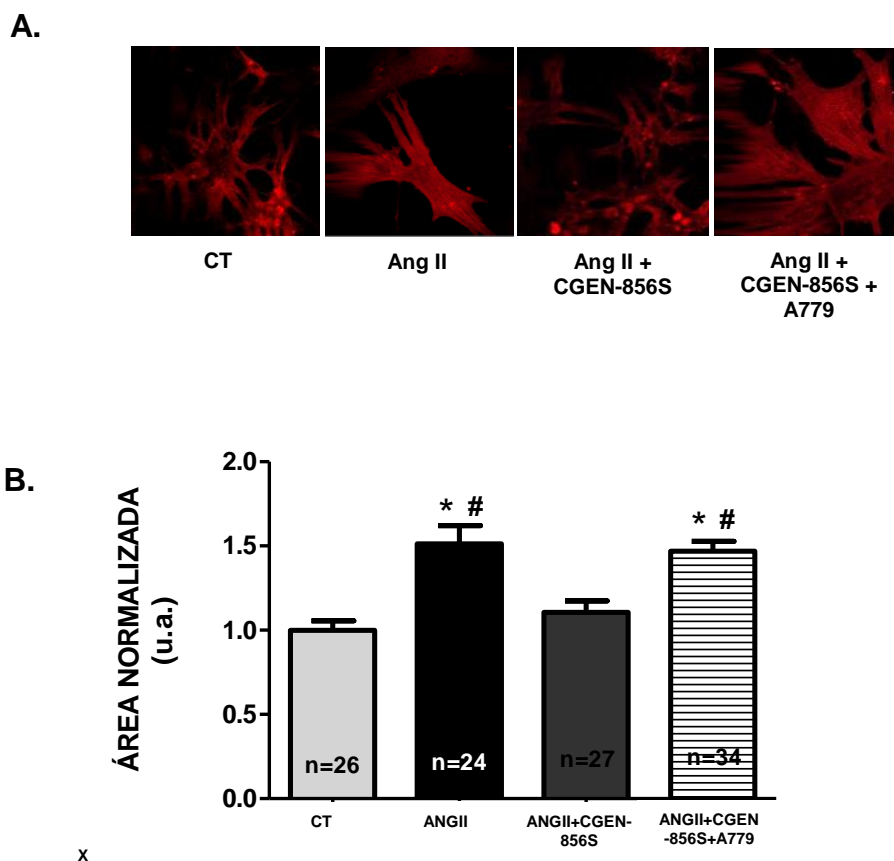 A.
CT
Ang II
Ang II +
CGEN-856S
Ang II +
CGEN-856S +
A779
B.
ÁREA NORMALIZADA
(u.a.)
2.0
1.5
1.0
0.5
0.0
* #
* #
n=26
n=24
n=27
n=34
CT
ANGII
ANGII+CGEN-
856S
ANGII+CGEN
-856S+A779
x